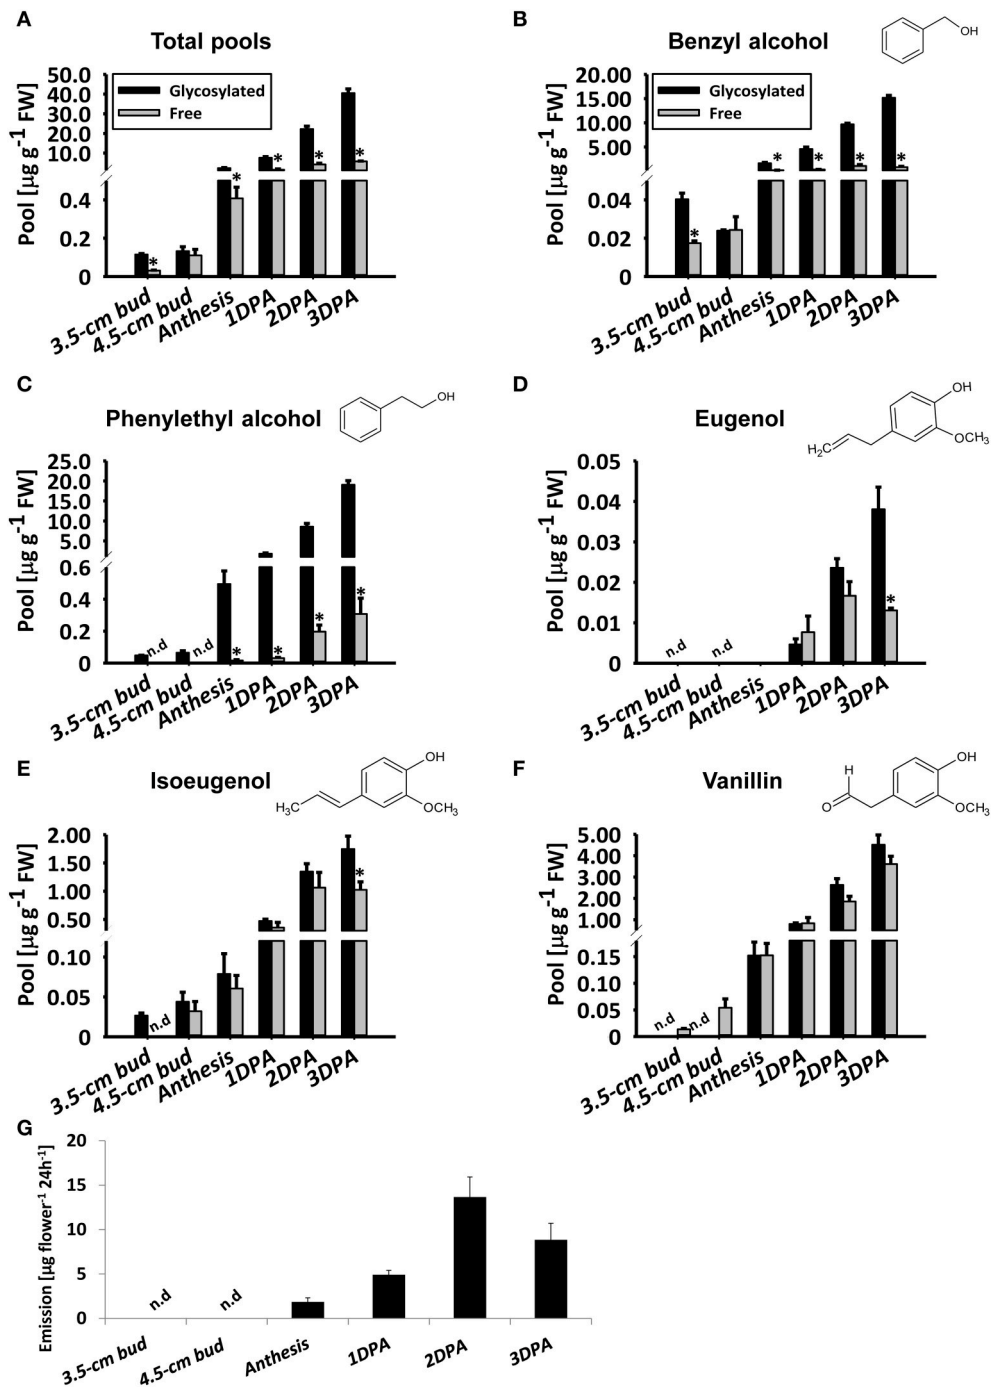 A
Total pools
Pool [µg g-1 FW]
50.0
40.0
30.0
20.0
10.0
0.4
0.2
0
Glycosylated
Free
*
*
*
*
*
3.5-cm bud
4.5-cm bud
Anthesis
1DPA
2DPA
3DPA
B
Benzyl alcohol
OH
Pool [µg g-1 FW]
20.00
15.00
10.00
5.00
0.04
0.02
0
Glycosylated
Free
*
*
*
*
*
3.5-cm bud
4.5-cm bud
Anthesis
1DPA
2DPA
3DPA
C
Phenylethyl alcohol
OH
Pool [µg g-1 FW]
25.0
20.0
15.0
10.0
5.0
0.6
0.4
0.2
0
n.d
n.d
*
*
*
*
3.5-cm bud
4.5-cm bud
Anthesis
1DPA
2DPA
3DPA
D
Eugenol
OH
OCH3
H2C
Pool [µg g-1 FW]
0.05
0.04
0.03
0.02
0.01
0
n.d
n.d
*
3.5-cm bud
4.5-cm bud
Anthesis
1DPA
2DPA
3DPA
E
Isoeugenol
OH
OCH3
H3C
Pool [µg g-1 FW]
2.00
1.50
1.00
0.50
0.10
0.05
0
n.d
*
3.5-cm bud
4.5-cm bud
Anthesis
1DPA
2DPA
3DPA
F
Vanillin
H
O
OH
OCH3
Pool [µg g-1 FW]
5.00
4.00
3.00
2.00
1.00
0.15
0.10
0.05
0
n.d
n.d
3.5-cm bud
4.5-cm bud
Anthesis
1DPA
2DPA
3DPA
G
Emission [µg flower-1 24h-1]
20
15
10
5
0
n.d
n.d
3.5-cm bud
4.5-cm bud
Anthesis
1DPA
2DPA
3DPA